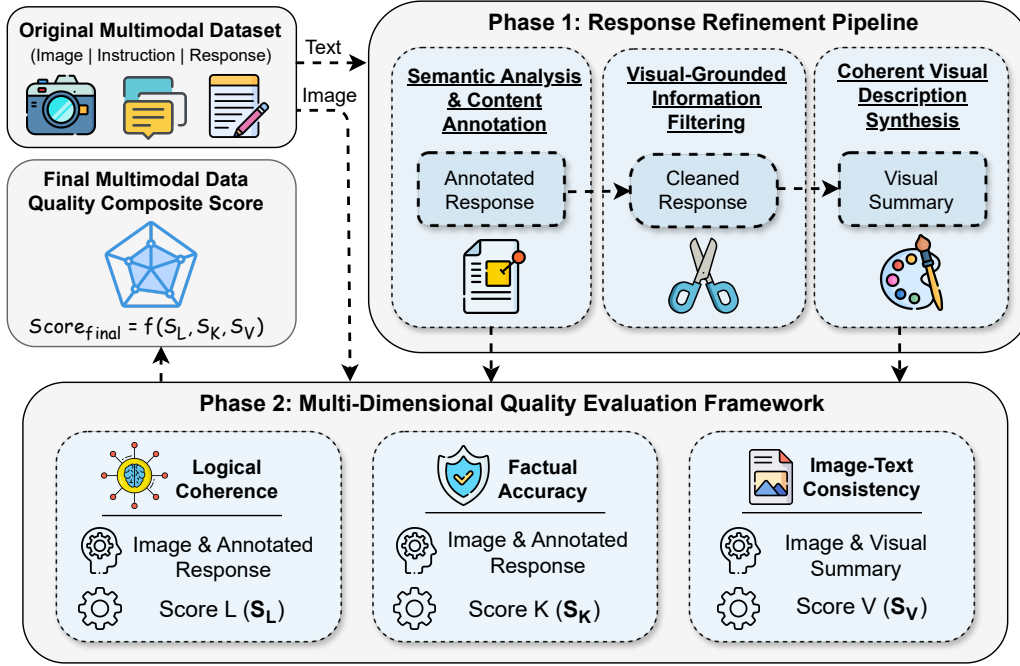 Original Multimodal Dataset
(Image | Instruction | Response)
Text
Image
Phase 1: Response Refinement Pipeline
Semantic Analysis
& Content
Annotation
Annotated
Response
Visual-Grounded
Information
Filtering
Cleaned
Response
Coherent Visual
Description
Synthesis
Visual
Summary
Final Multimodal Data
Quality Composite Score
Score_final = f(S_L, S_K, S_V)
Phase 2: Multi-Dimensional Quality Evaluation Framework
Logical
Coherence
Image & Annotated
Response
Score L (S_L)
Factual
Accuracy
Image & Annotated
Response
Score K (S_K)
Image-Text
Consistency
Image & Visual
Summary
Score V (S_V)